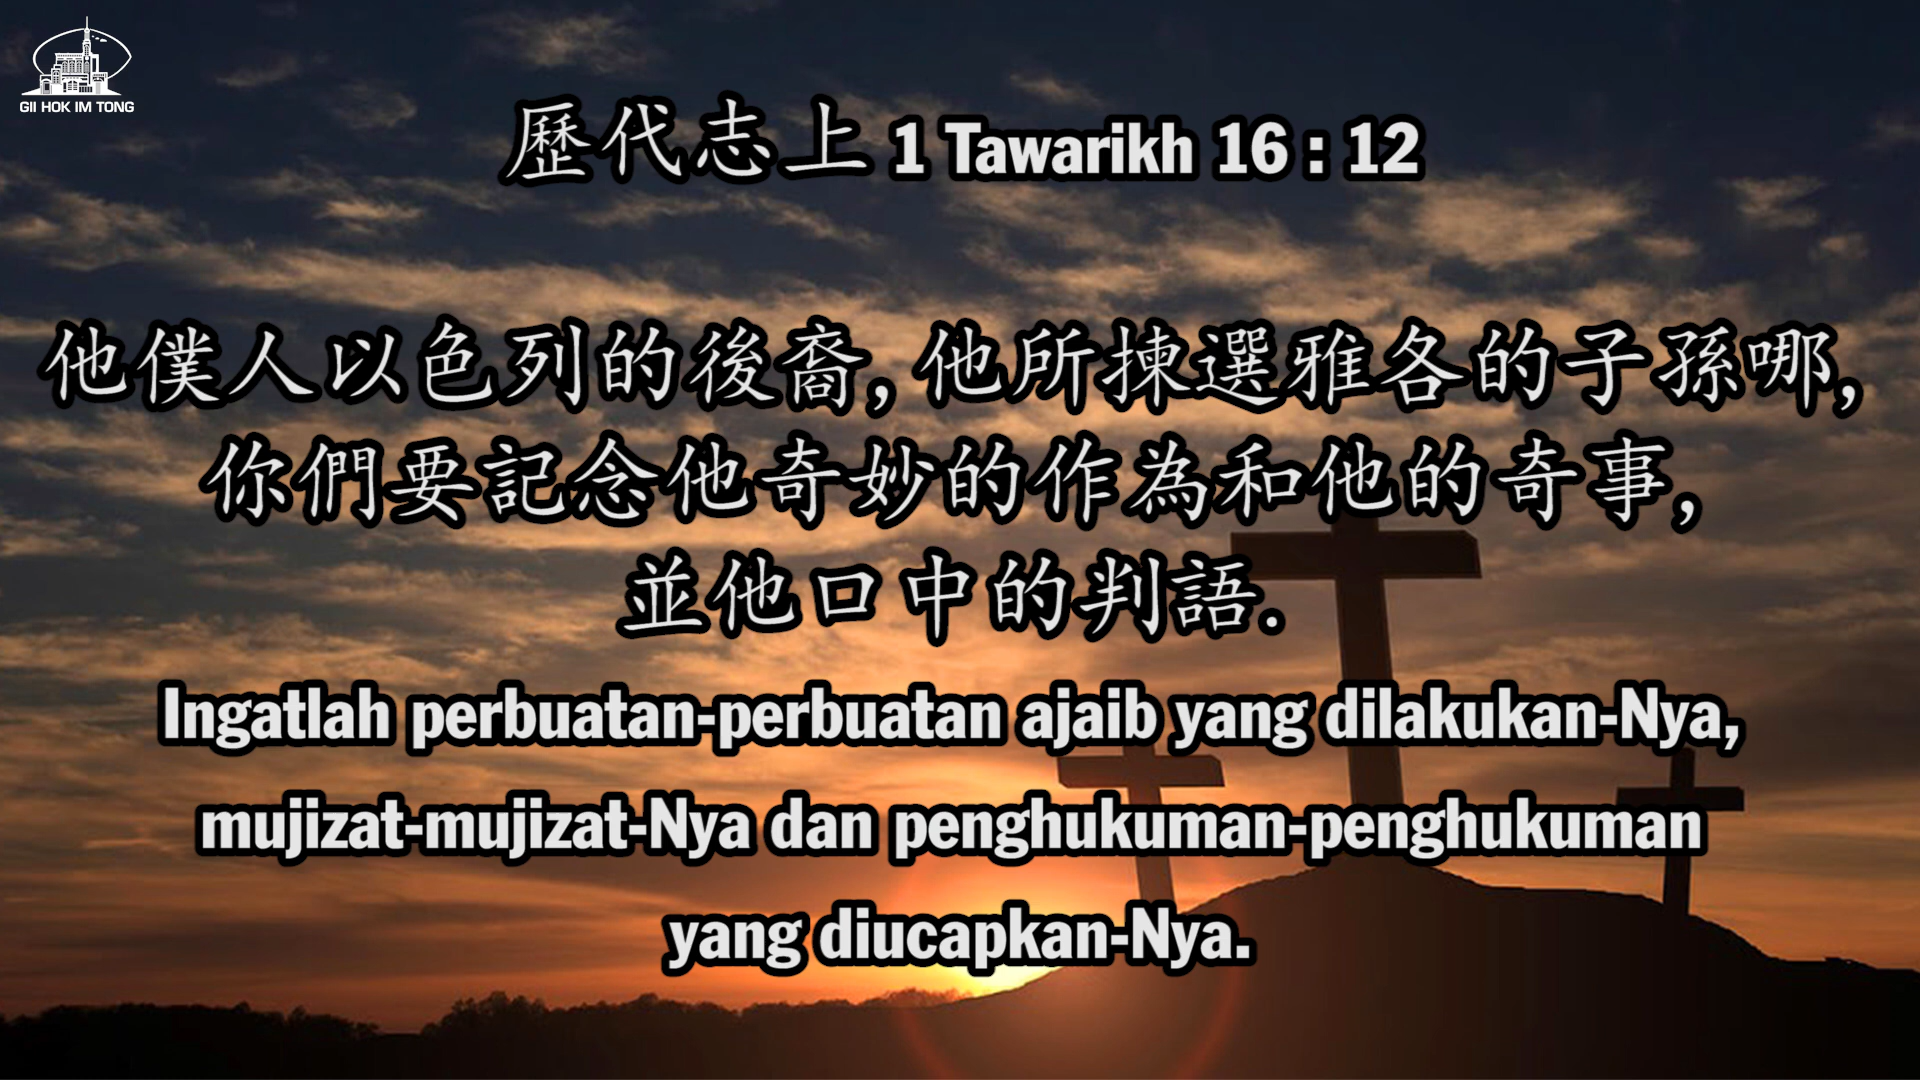 GII HOK IM TONG
歷代志上 1 Tawarikh 16 : 12
他僕人以色列的後裔, 他所揀選雅各的子孫哪,
你們要記念他奇妙的作為和他的奇事,
並他口中的判語.
Ingatlah perbuatan-perbuatan ajaib yang dilakukan-Nya,
mujizat-mujizat-Nya dan penghukuman-penghukuman
yang diucapkan-Nya.